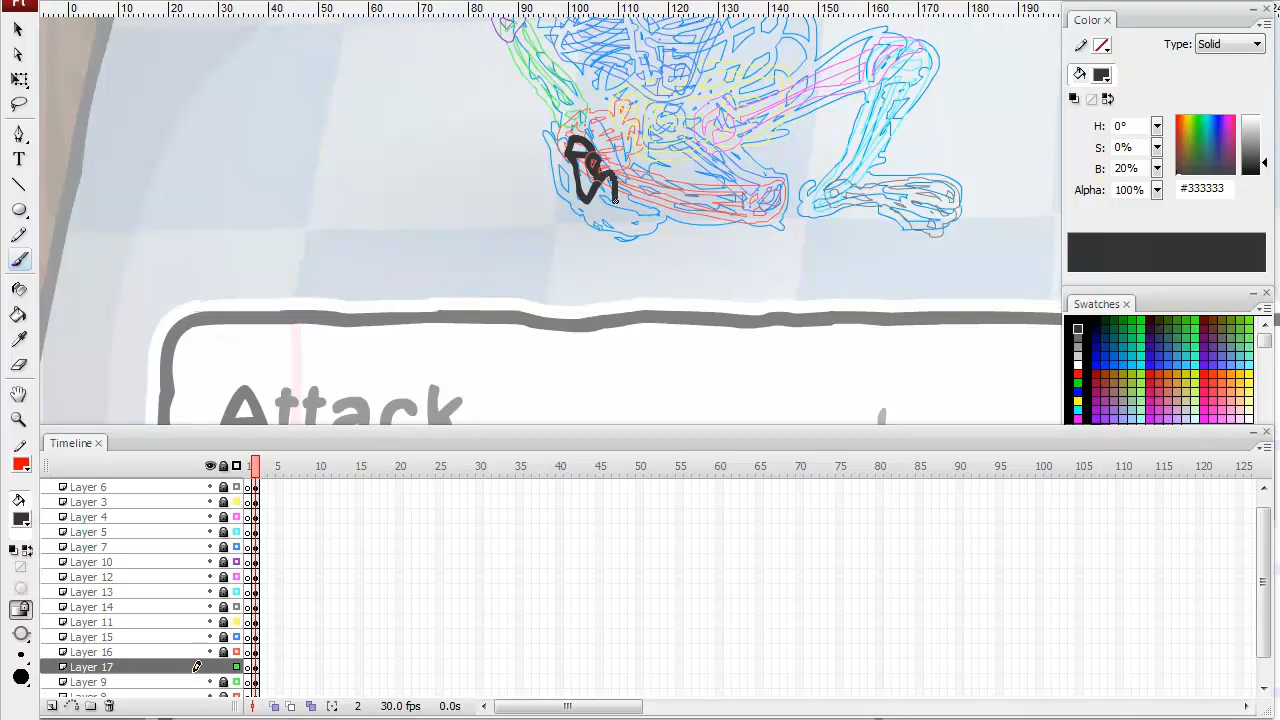 Ft
0 10 20 30 40 50 60 70 80 90 100 110 120 130 140 150 160 170 180 190
Color
Type: Solid
H: 0°
S: 0%
B: 20%
Alpha: 100%
#333333
Swatches
Attack
T
Timeline
1 5 10 15 20 25 30 35 40 45 50 55 60 65 70 75 80 85 90 95 100 105 110 115 120 125
Layer 6
Layer 3
Layer 4
Layer 5
Layer 7
Layer 10
Layer 12
Layer 13
Layer 14
Layer 11
Layer 15
Layer 16
Layer 17
Layer 9
2 30.0 fps 0.0s